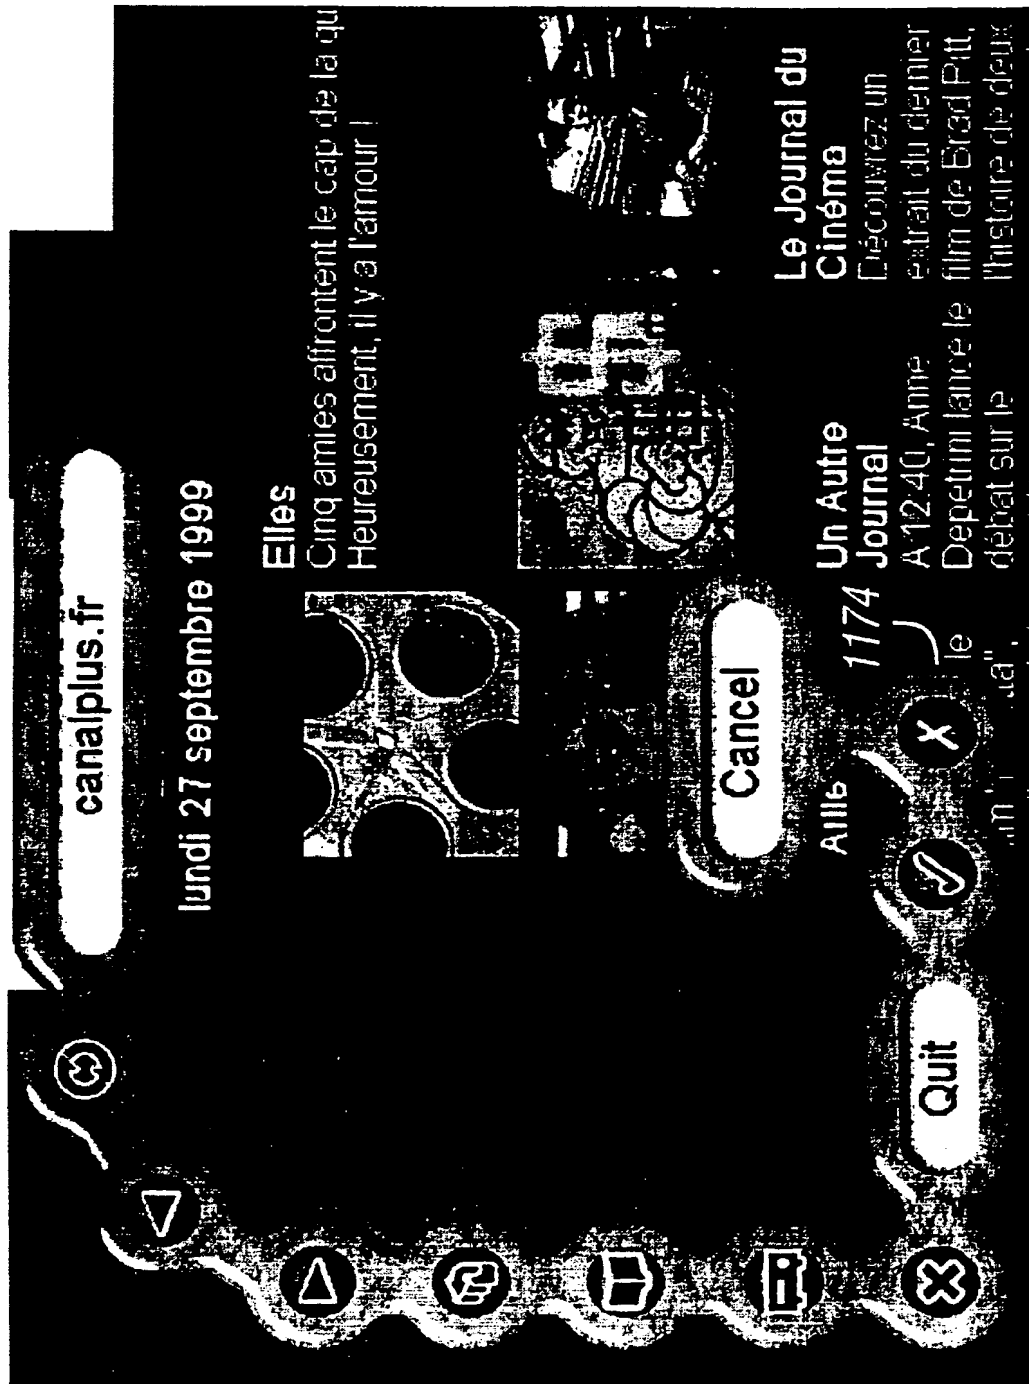 canalplus.fr
lundi 27 septembre 1999
Elles
Cinq amies affrontent le cap de la qu
Heureusement, il y a l'amour !
Cancel
Un Autre
Journal
A 12.40, Anne
Depetrini lance le
débat sur le
Le Journal du
Cinéma
Découvrez un
extrait du dernier
film de Brad Pitt,
l'histoire de deux
1174
le
Quit